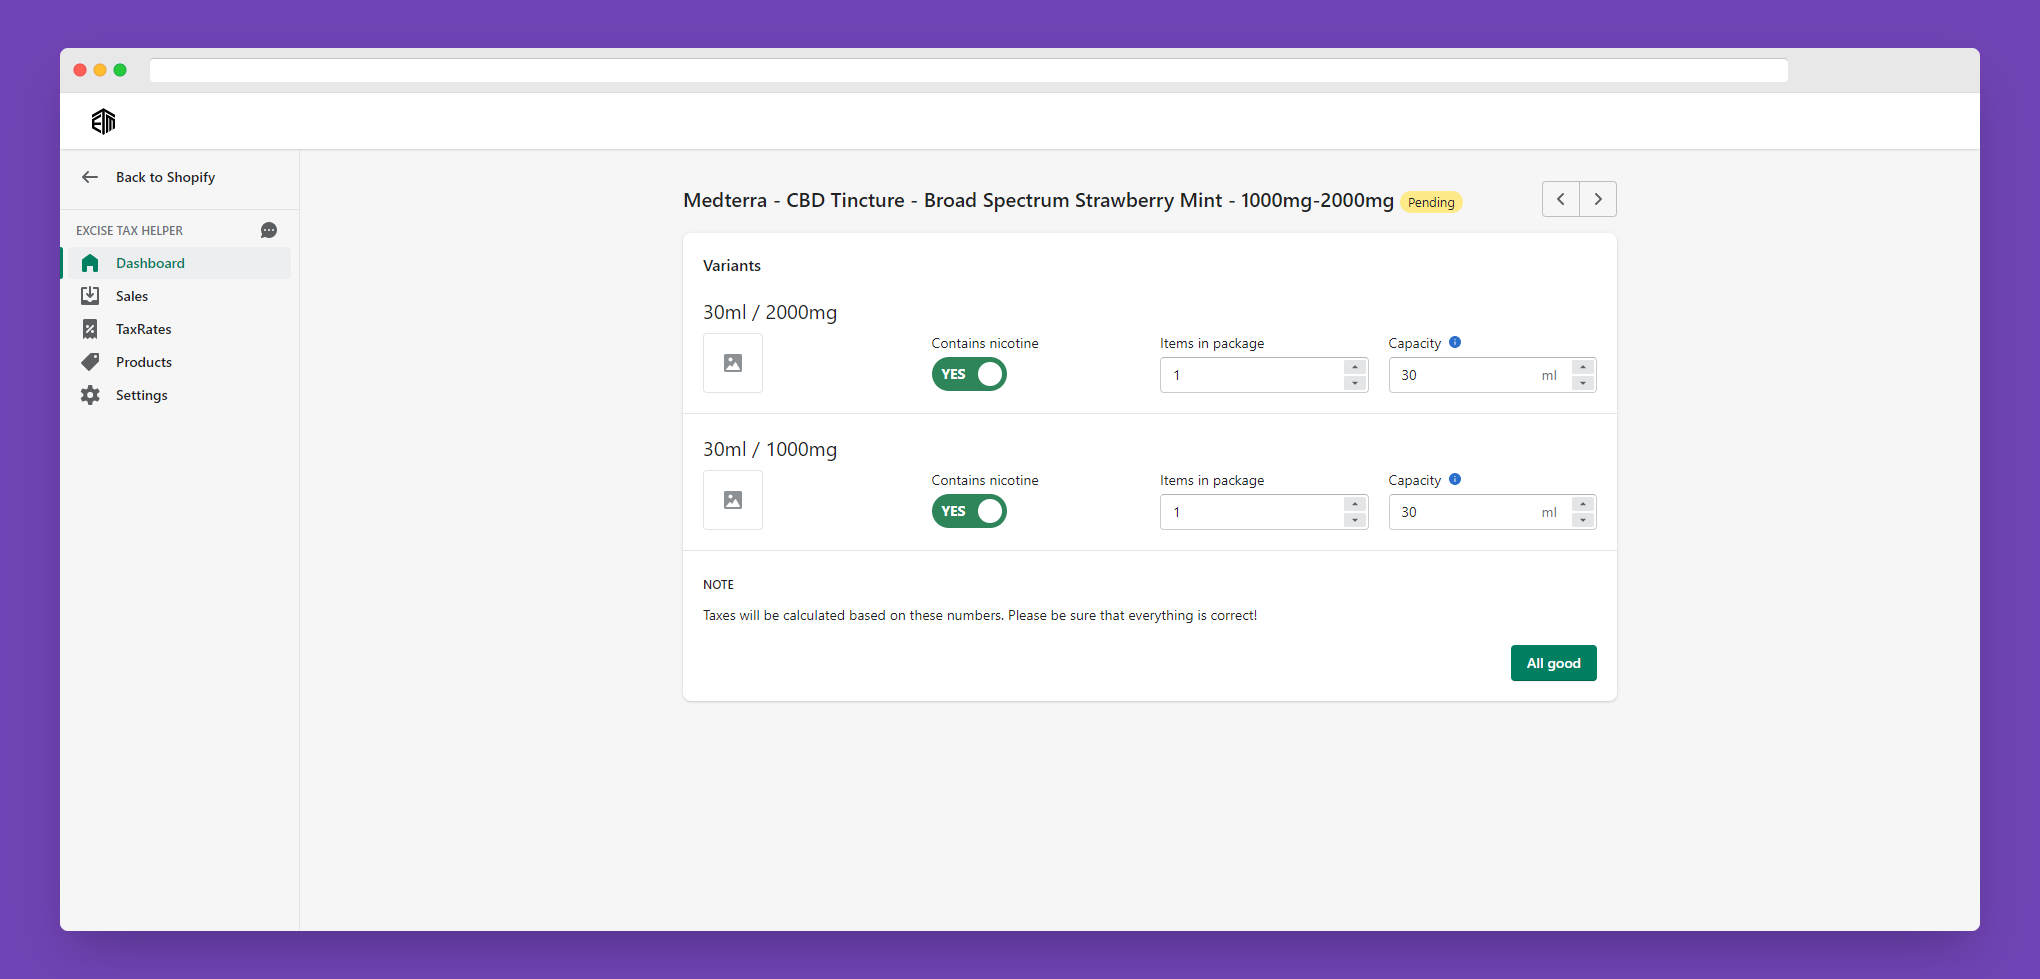 Back to Shopify
EXCISE TAX HELPER
Dashboard
Sales
TaxRates
Products
Settings
Medterra - CBD Tincture - Broad Spectrum Strawberry Mint - 1000mg-2000mg Pending
Variants
30ml / 2000mg
Contains nicotine Items in package Capacity
YES 1 30 ml
30ml / 1000mg
Contains nicotine Items in package Capacity
YES 1 30 ml
NOTE
Taxes will be calculated based on these numbers. Please be sure that everything is correct!
All good